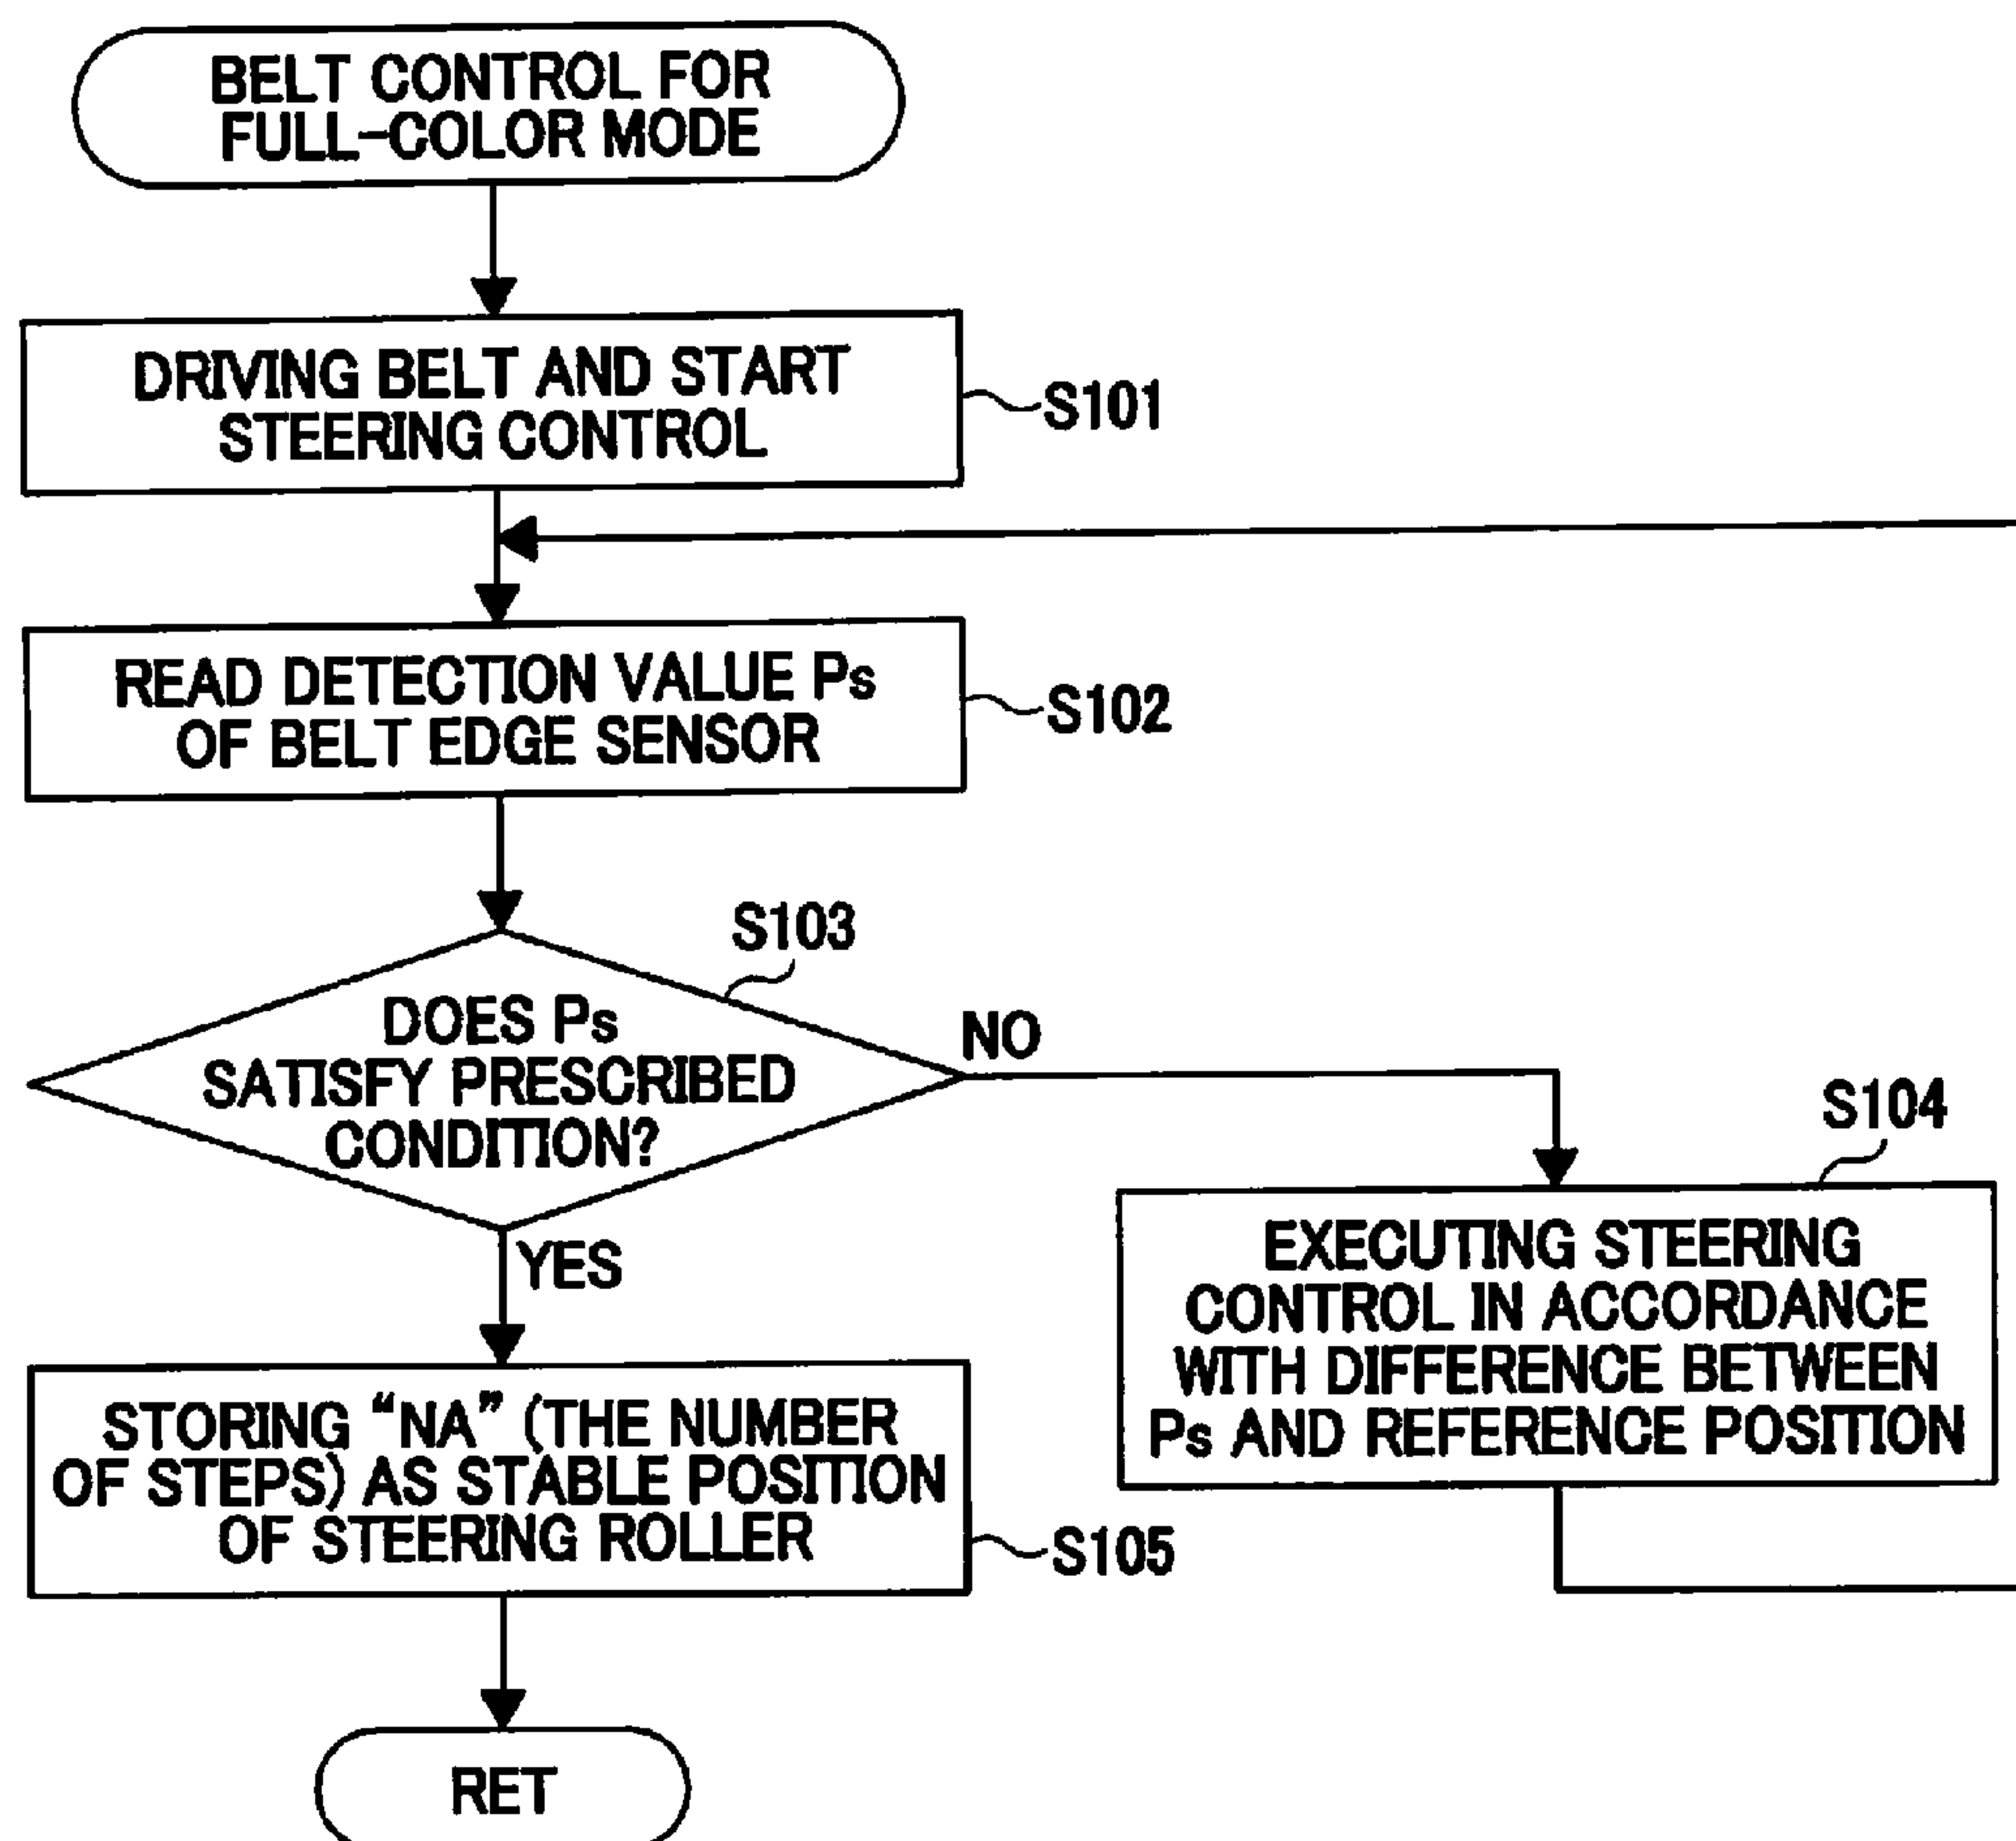 BELT CONTROL FOR
FULL-COLOR MODE
DRIVING BELT AND START
STEERING CONTROL
S101
READ DETECTION VALUE Ps
OF BELT EDGE SENSOR
S102
S103
DOES Ps
SATISFY PRESCRIBED
CONDITION?
NO
YES
S104
EXECUTING STEERING
CONTROL IN ACCORDANCE
WITH DIFFERENCE BETWEEN
Ps AND REFERENCE POSITION
STORING “NA” (THE NUMBER
OF STEPS) AS STABLE POSITION
OF STEERING ROLLER
S105
RET